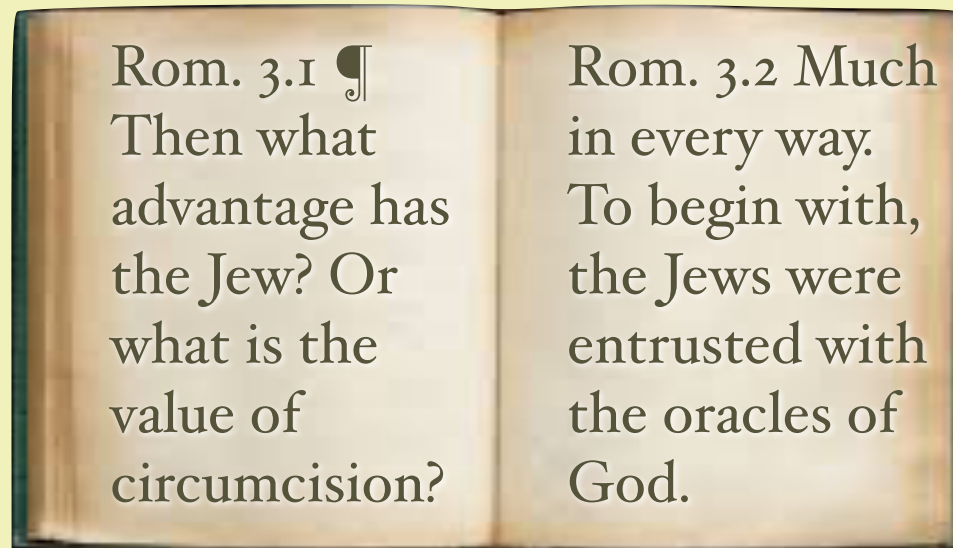 Rom. 3.1 ¶
Then what
advantage has
the Jew? Or
what is the
value of
circumcision?
Rom. 3.2 Much
in every way.
To begin with,
the Jews were
entrusted with
the oracles of
God.